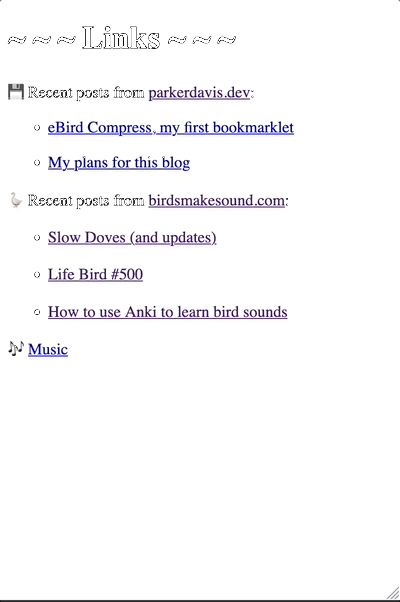 ~ ~ ~ Links ~ ~ ~
💾 Recent posts from parkerdavis.dev:
eBird Compress, my first bookmarklet
My plans for this blog
🪿 Recent posts from birdsmakesound.com:
Slow Doves (and updates)
Life Bird #500
How to use Anki to learn bird sounds
🎶 Music